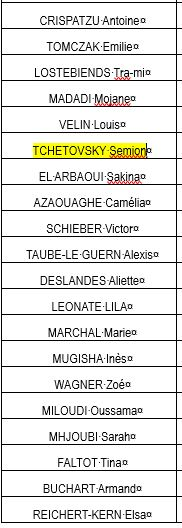 CRISPATZU Antoine¤
TOMCZAK Emilie¤
LOSTEBIENDS Tra-mi¤
MADADI Mojane¤
VELIN Louis¤
TCHETOVSKY Semion¤
EL ARBAOUI Sakina¤
AZAOUAGHE Camélia¤
SCHIEBER Victor¤
TAUBE-LE GUERN Alexis¤
DESLANDES Aliette¤
LEONATE LILA¤
MARCHAL Marie¤
MUGISHA Inès¤
WAGNER Zoé¤
MILOUDI Oussama¤
MHJOUBI Sarah¤
FALTOT Tina¤
BUCHART Armand¤
REICHERT-KERN Elsa¤